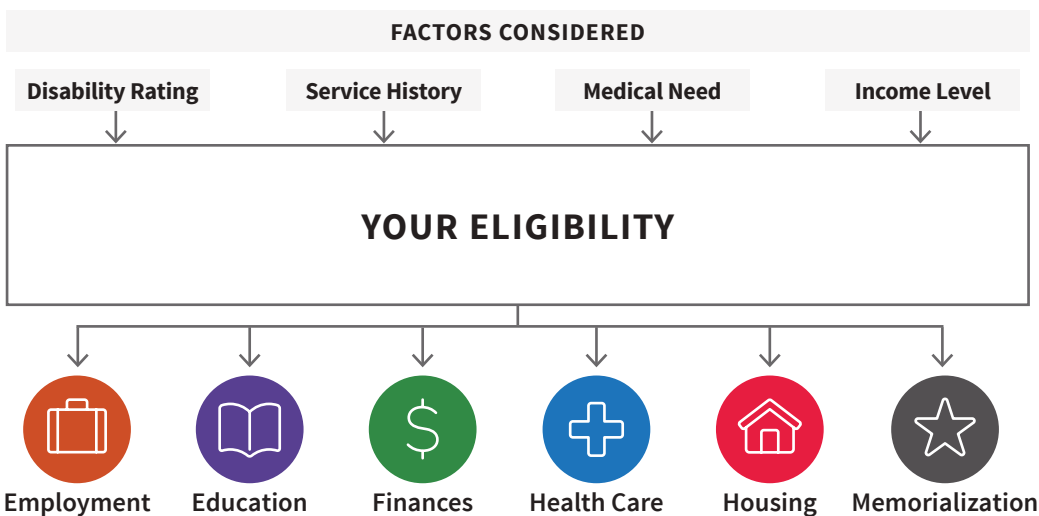 FACTORS CONSIDERED
Disability Rating
Service History
Medical Need
Income Level
YOUR ELIGIBILITY
$
Employment
Education
Finances
Health Care
Housing
Memorialization